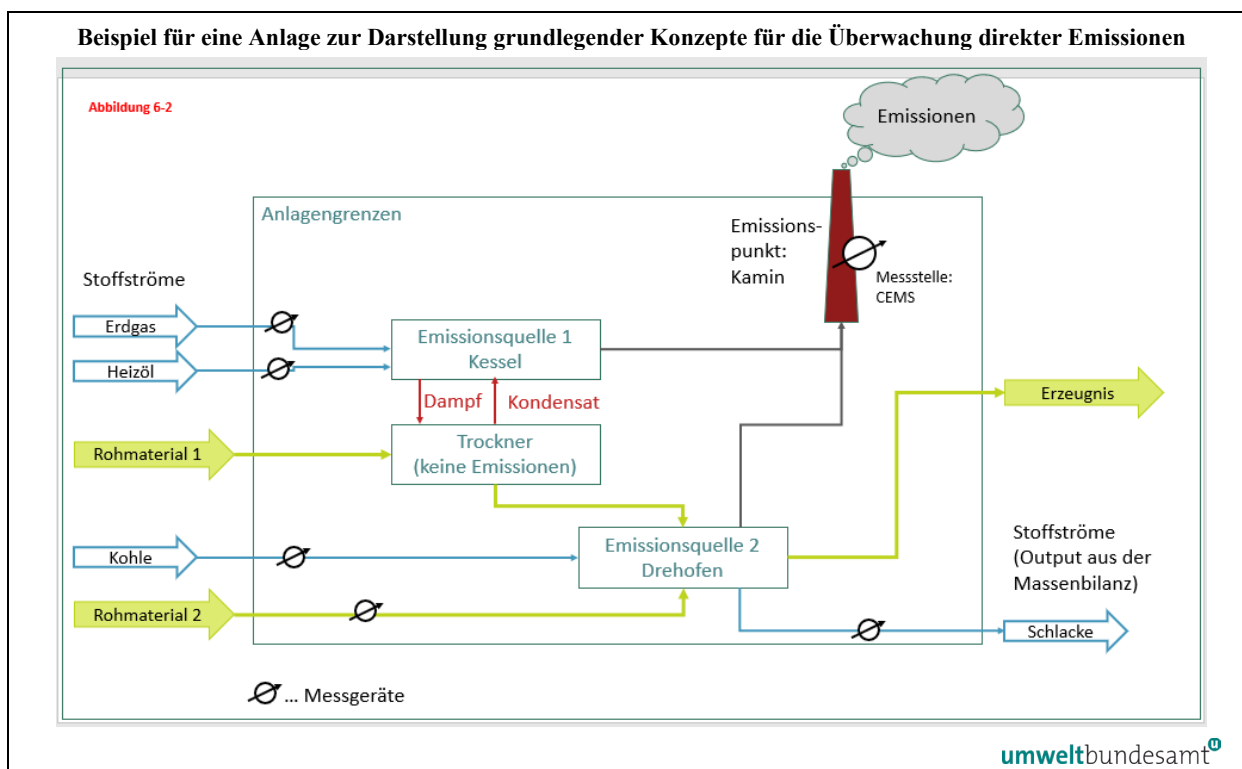 Beispiel für eine Anlage zur Darstellung grundlegender Konzepte für die Überwachung direkter Emissionen
Abbildung 6-2
Emissionen
Anlagengrenzen
Emissions-
punkt:
Kamin
Messstelle:
CEMS
Stoffströme
Erdgas
Heizöl
Emissionsquelle 1
Kessel
Dampf
Kondensat
Erzeugnis
Rohmaterial 1
Trockner
(keine Emissionen)
Kohle
Emissionsquelle 2
Drehofen
Stoffströme
(Output aus der
Massenbilanz)
Rohmaterial 2
Schlacke
... Messgeräte
umweltbundesamt
u